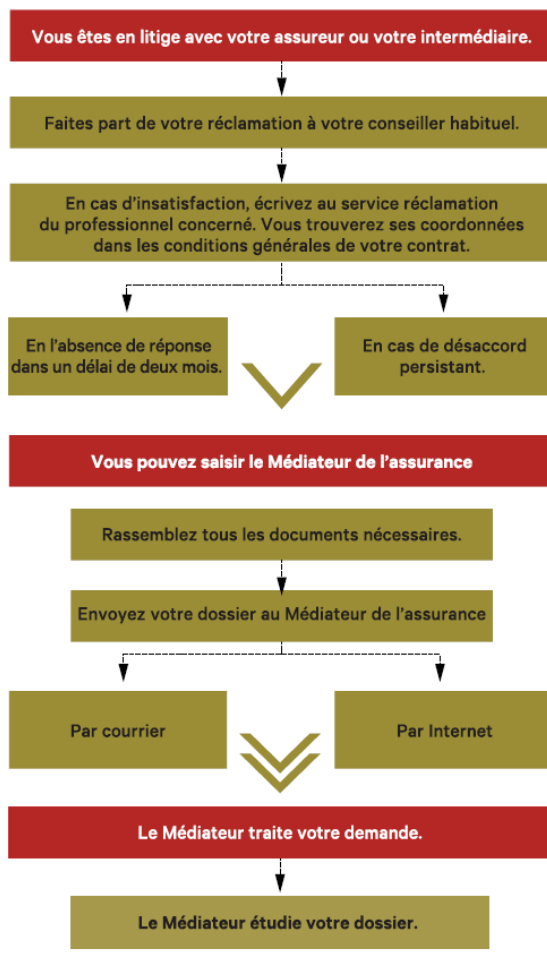 Vous êtes en litige avec votre assureur ou votre intermédiaire.
Faites part de votre réclamation à votre conseiller habituel.
En cas d'insatisfaction, écrivez au service réclamation
du professionnel concerné. Vous trouverez ses coordonnées
dans les conditions générales de votre contrat.
En l'absence de réponse
dans un délai de deux mois.
En cas de désaccord
persistant.
Vous pouvez saisir le Médiateur de l'assurance
Rassemblez tous les documents nécessaires.
Envoyez votre dossier au Médiateur de l'assurance
Par courrier
Par Internet
Le Médiateur traite votre demande.
Le Médiateur étudie votre dossier.